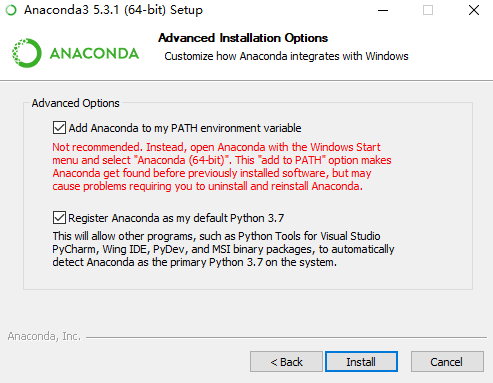 Anaconda3 5.3.1 (64-bit) Setup
Advanced Installation Options
Customize how Anaconda integrates with Windows
ANACONDA
Advanced Options
Add Anaconda to my PATH environment variable
Not recommended. Instead, open Anaconda with the Windows Start
menu and select "Anaconda (64-bit)". This "add to PATH" option makes
Anaconda get found before previously installed software, but may
cause problems requiring you to uninstall and reinstall Anaconda.
Register Anaconda as my default Python 3.7
This will allow other programs, such as Python Tools for Visual Studio
PyCharm, Wing IDE, PyDev, and MSI binary packages, to automatically
detect Anaconda as the primary Python 3.7 on the system.
Anaconda, Inc.
< Back Install Cancel